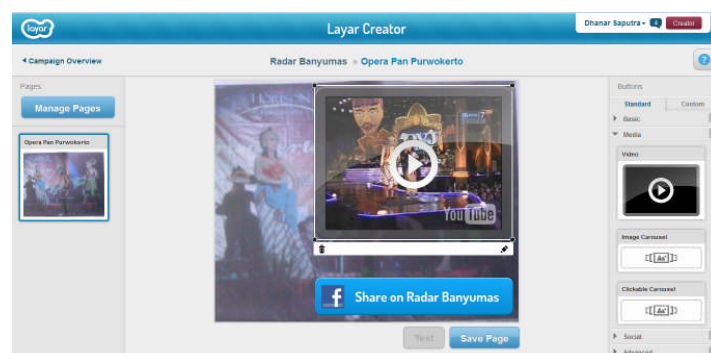 layar
Layar Creator
Dhanar Saputra
4
Creator
Campaign Overview
Radar Banyumas » Opera Pan Purwokerto
?
Pages
Manage Pages
Opera Pan Purwokerto
YouTube
f Share on Radar Banyumas
Test
Save Page
Buttons
Standard Custom
Basic
Media
Video
Image Carousel
Clickable Carousel
Social
Advanced